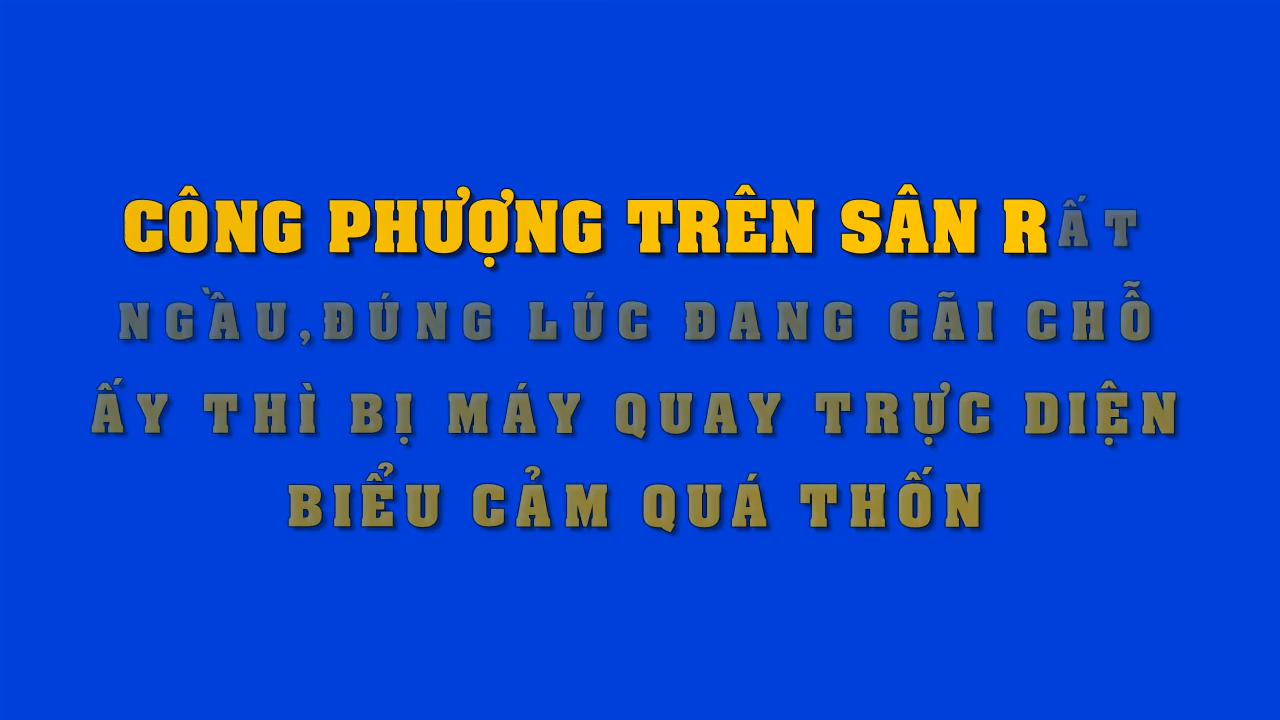 CÔNG PHƯỢNG TRÊN SÂN RẤT
NGẦU,ĐÚNG LÚC ĐANG GÃI CHỖ
ẤY THÌ BỊ MÁY QUAY TRỰC DIỆN
BIỂU CẢM QUÁ THỐN